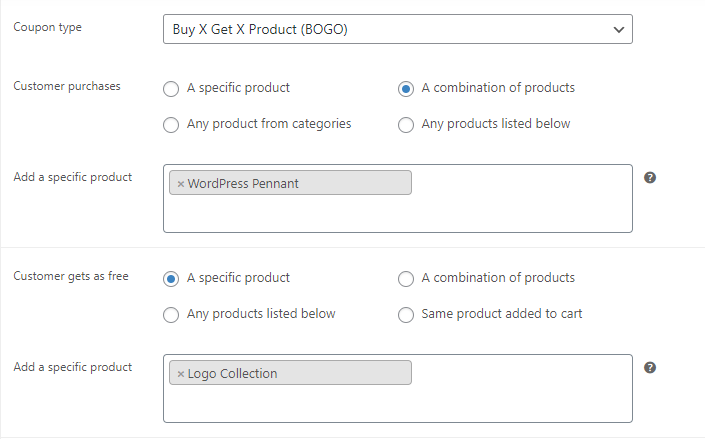 Coupon type
Buy X Get X Product (BOGO)
Customer purchases
A specific product
A combination of products
Any product from categories
Any products listed below
Add a specific product
× WordPress Pennant
?
Customer gets as free
A specific product
A combination of products
Any products listed below
Same product added to cart
Add a specific product
× Logo Collection
?